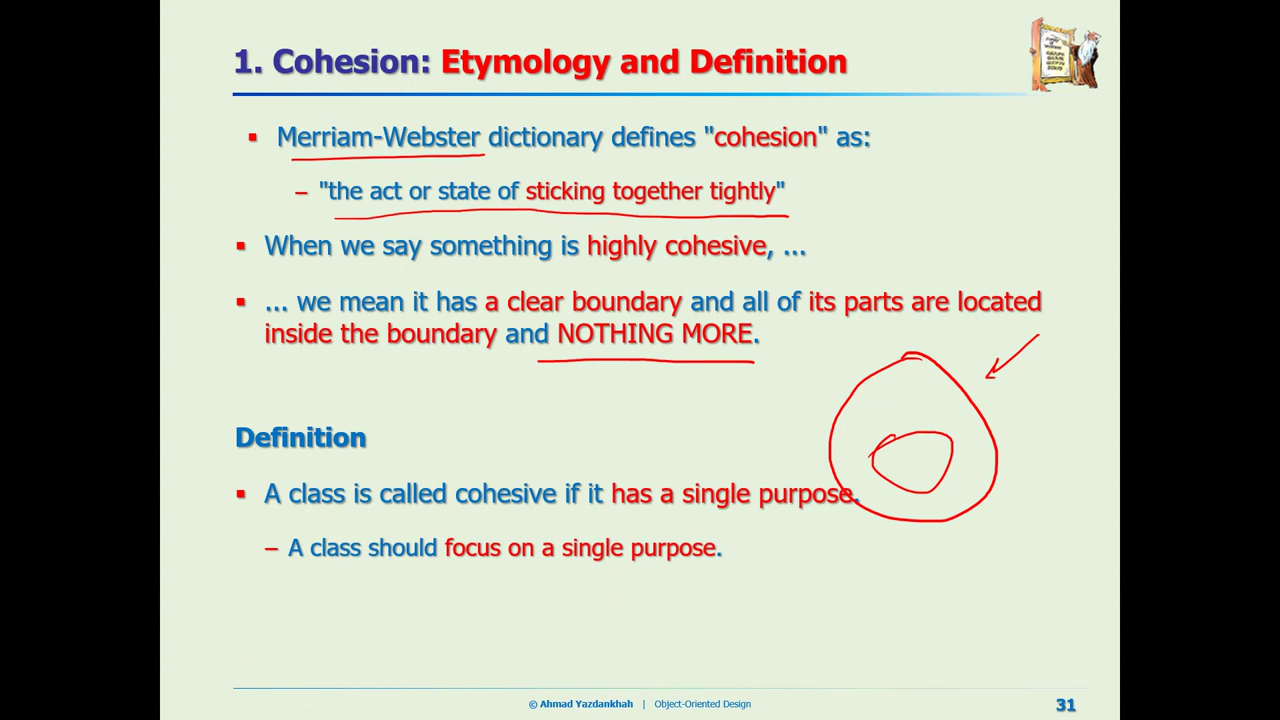 1. Cohesion: Etymology and Definition
▪ Merriam-Webster dictionary defines "cohesion" as:
– "the act or state of sticking together tightly"
▪ When we say something is highly cohesive, ...
▪ ... we mean it has a clear boundary and all of its parts are located
inside the boundary and NOTHING MORE.
Definition
▪ A class is called cohesive if it has a single purpose.
– A class should focus on a single purpose.
© Ahmad Yazdankhah | Object-Oriented Design
31